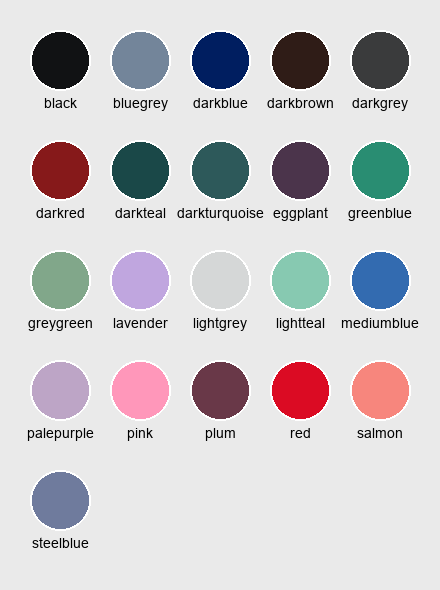 black bluegrey darkblue darkbrown darkgrey
darkred darkteal darkturquoise eggplant greenblue
greygreen lavender lightgrey lightteal mediumblue
palepurple pink plum red salmon
steelblue